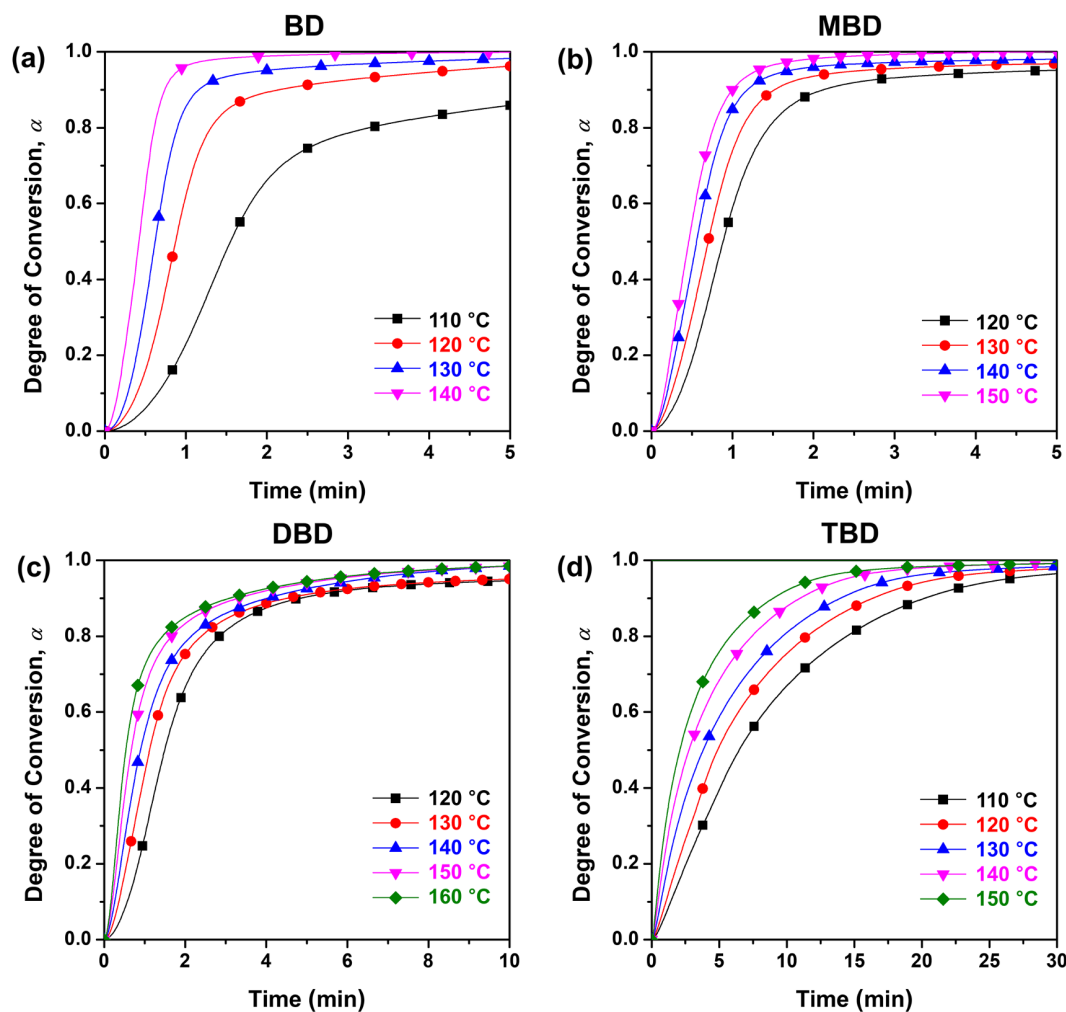 BD
(a)
1.0
0.8
0.6
0.4
0.2
0.0
Degree of Conversion, α
110 °C
120 °C
130 °C
140 °C
0 1 2 3 4 5
Time (min)
MBD
(b)
1.0
0.8
0.6
0.4
0.2
0.0
Degree of Conversion, α
120 °C
130 °C
140 °C
150 °C
0 1 2 3 4 5
Time (min)
DBD
(c)
1.0
0.8
0.6
0.4
0.2
0.0
Degree of Conversion, α
120 °C
130 °C
140 °C
150 °C
160 °C
0 2 4 6 8 10
Time (min)
TBD
(d)
1.0
0.8
0.6
0.4
0.2
0.0
Degree of Conversion, α
110 °C
120 °C
130 °C
140 °C
150 °C
0 5 10 15 20 25 30
Time (min)